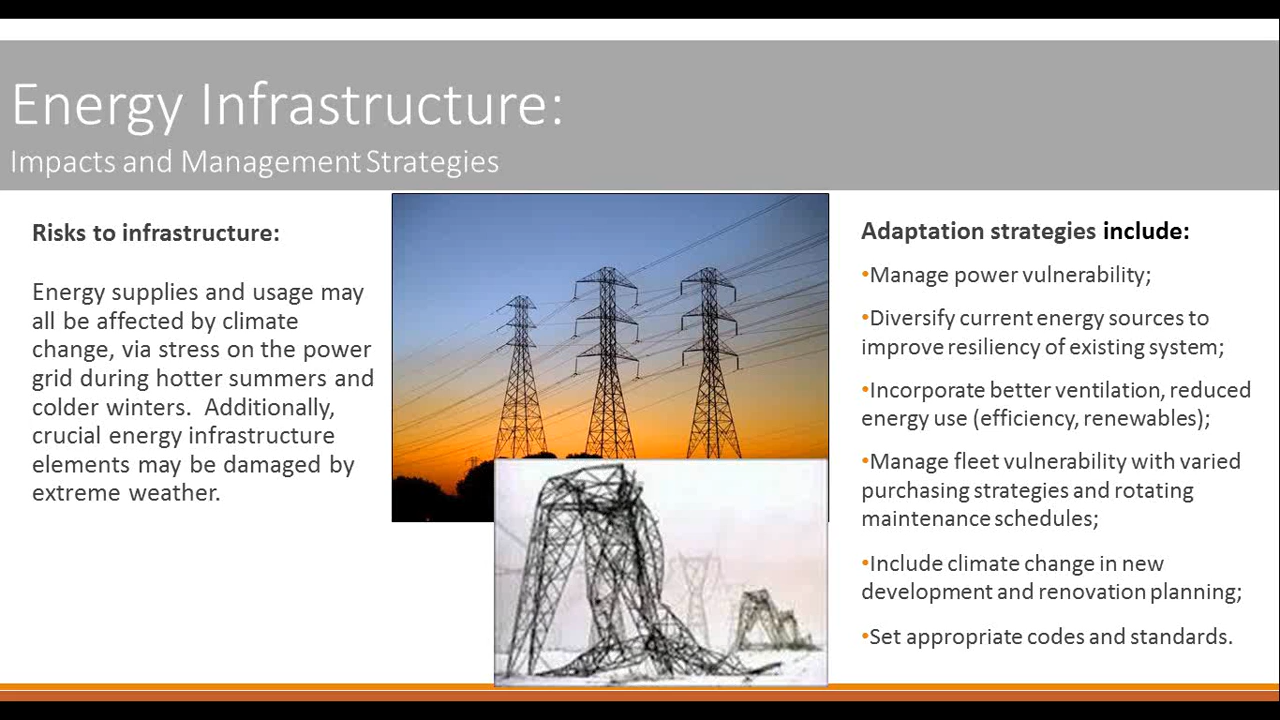 Energy Infrastructure:
Impacts and Management Strategies
Risks to infrastructure:
Energy supplies and usage may
all be affected by climate
change, via stress on the power
grid during hotter summers and
colder winters.  Additionally,
crucial energy infrastructure
elements may be damaged by
extreme weather.
Adaptation strategies include:
•Manage power vulnerability;
•Diversify current energy sources to
improve resiliency of existing system;
•Incorporate better ventilation, reduced
energy use (efficiency, renewables);
•Manage fleet vulnerability with varied
purchasing strategies and rotating
maintenance schedules;
•Include climate change in new
development and renovation planning;
•Set appropriate codes and standards.